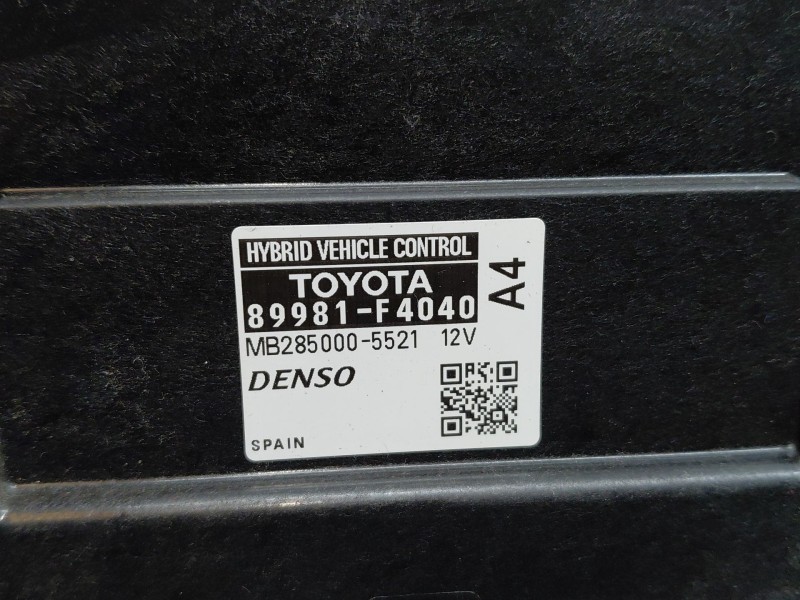 HYBRID VEHICLE CONTROL
TOYOTA
89981-F4040
A4
MB285000-5521 12V
DENSO
SPAIN